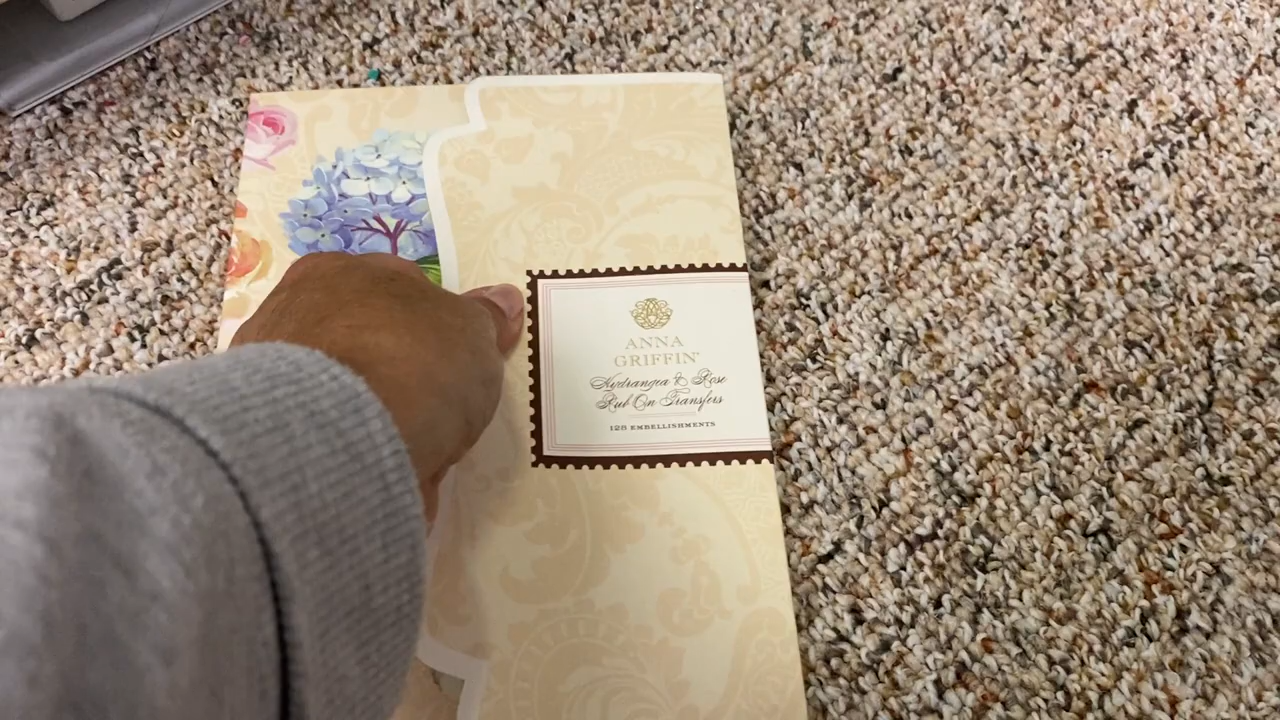 ANNA
GRIFFIN®
Hydrangea & Rose
Rub On Transfers
128 EMBELLISHMENTS